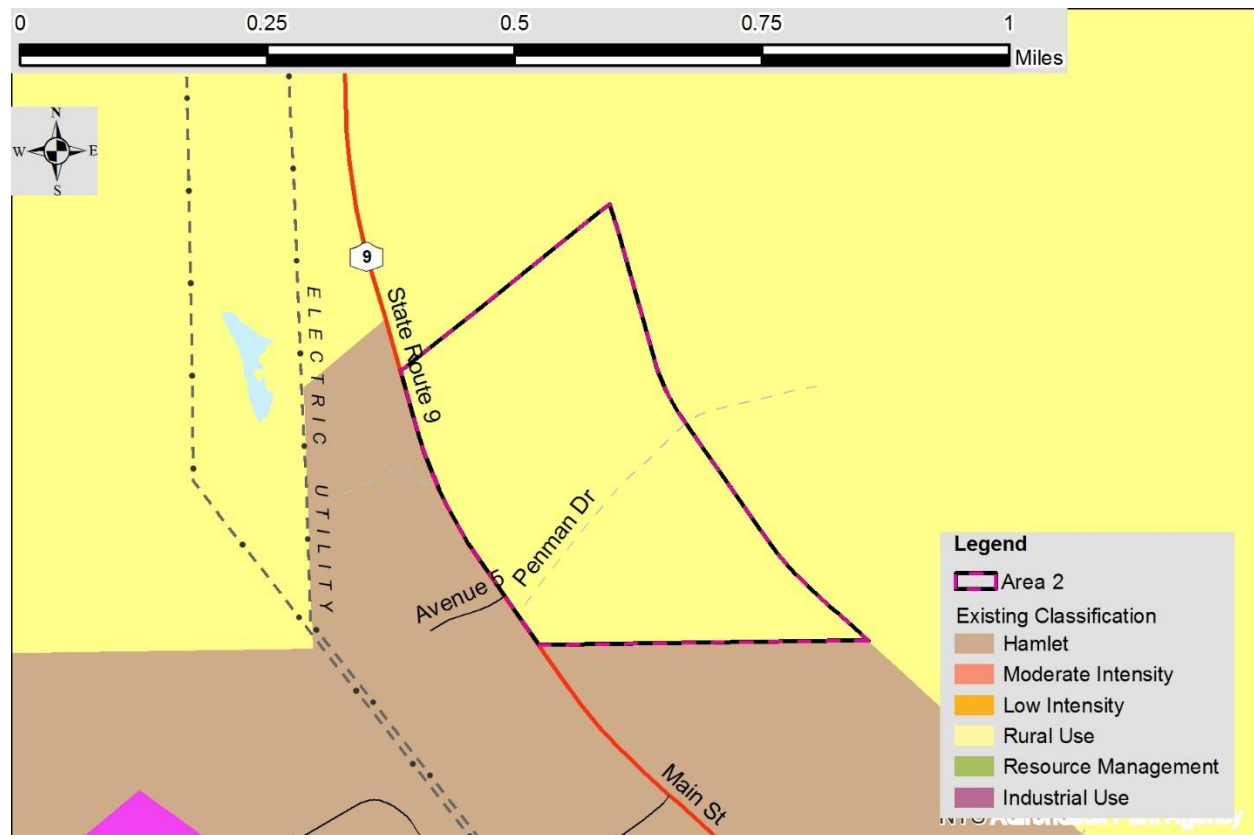 0 0.25 0.5 0.75 1
Miles
N
W E
S
9
State Route 9
ELECTRIC UTILITY
Penman Dr
Avenue 5
Main St
Legend
Area 2
Existing Classification
Hamlet
Moderate Intensity
Low Intensity
Rural Use
Resource Management
Industrial Use